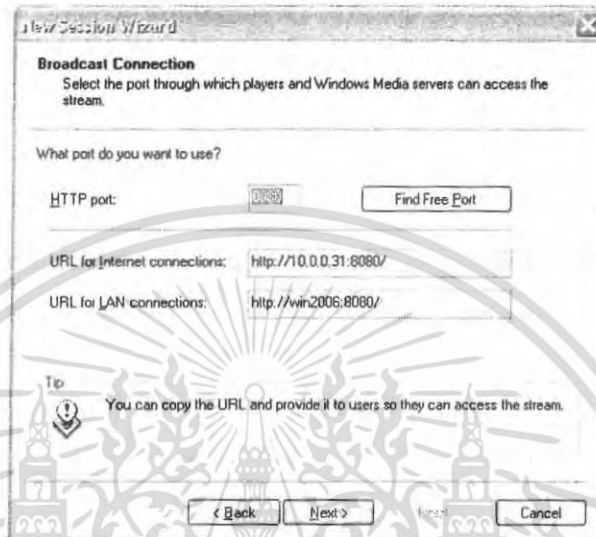 New Session Wizard
Broadcast Connection
Select the port through which players and Windows Media servers can access the
stream.
What port do you want to use?
HTTP port:
Find Free Port
URL for Internet connections: http://10.0.0.31:8080/
URL for LAN connections: http://win2006:8080/
Tip
You can copy the URL and provide it to users so they can access the stream.
< Back Next > Cancel